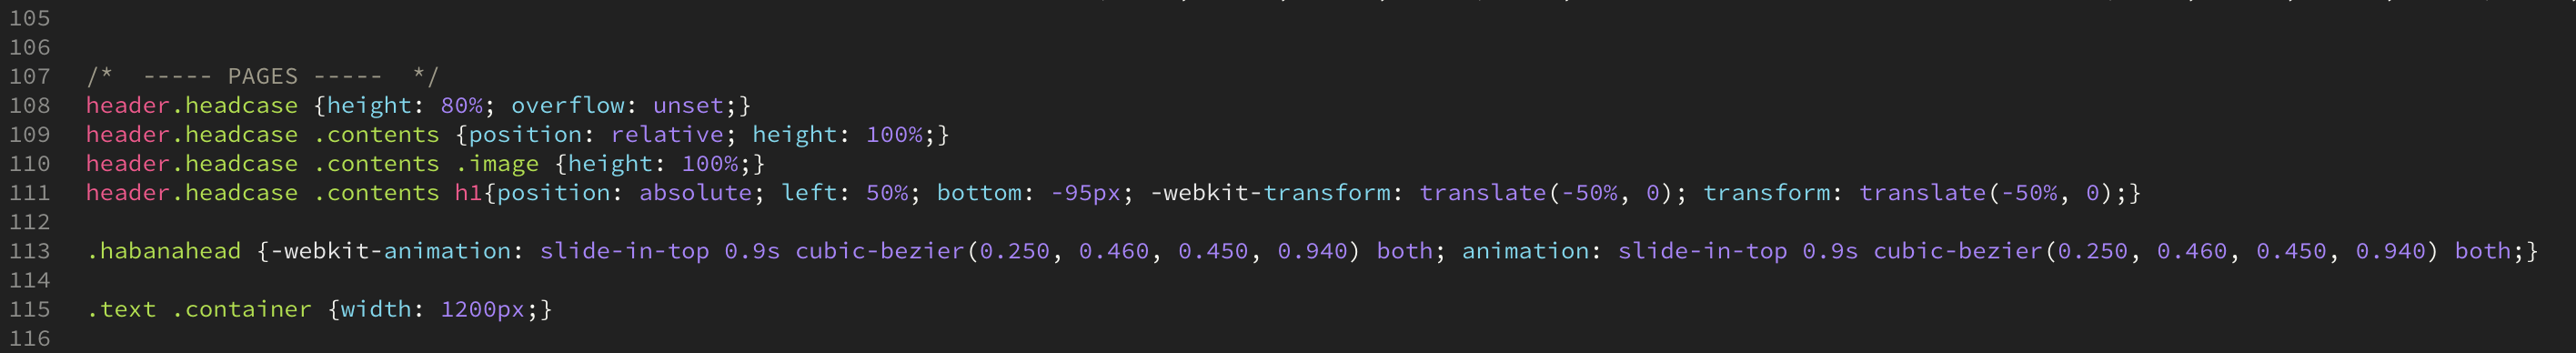 105
106
107 /*  ----- PAGES -----  */
108 header.headcase {height: 80%; overflow: unset;}
109 header.headcase .contents {position: relative; height: 100%;}
110 header.headcase .contents .image {height: 100%;}
111 header.headcase .contents h1{position: absolute; left: 50%; bottom: -95px; -webkit-transform: translate(-50%, 0); transform: translate(-50%, 0);}
112
113 .habanahead {-webkit-animation: slide-in-top 0.9s cubic-bezier(0.250, 0.460, 0.450, 0.940) both; animation: slide-in-top 0.9s cubic-bezier(0.250, 0.460, 0.450, 0.940) both;}
114
115 .text .container {width: 1200px;}
116